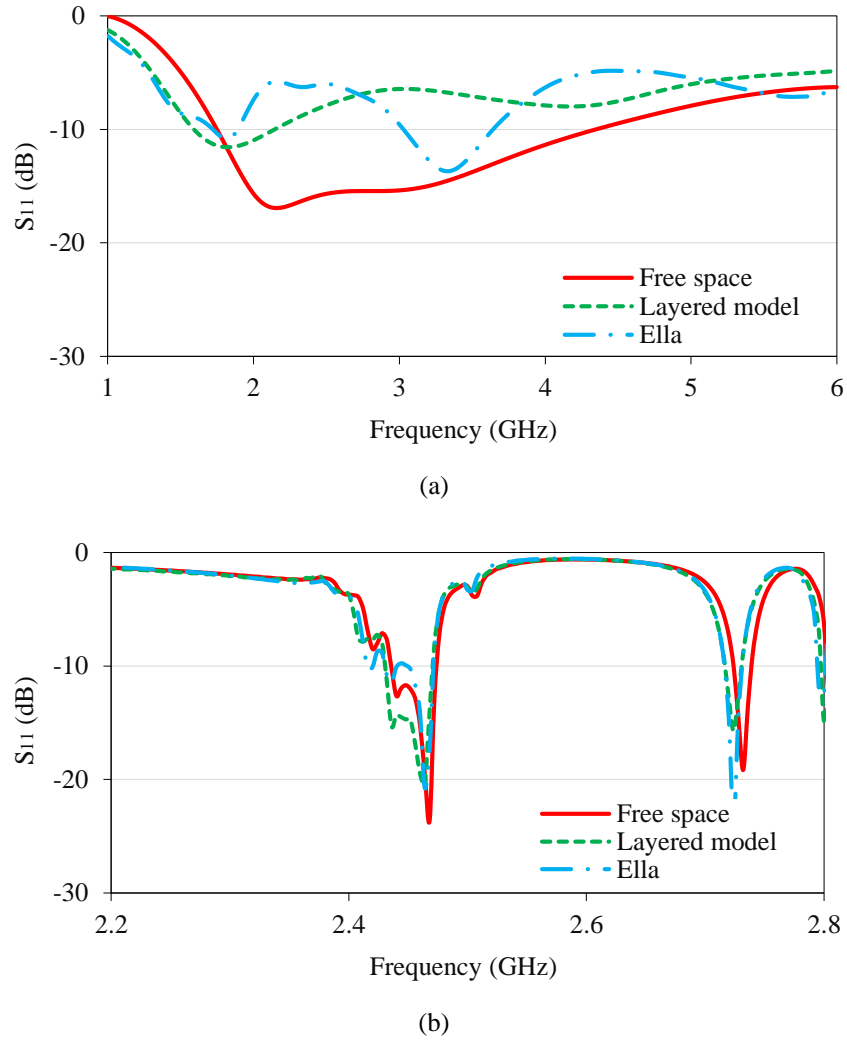 0
-10
-20
-30
S11 (dB)
Free space
Layered model
Ella
1 2 3 4 5 6
Frequency (GHz)
(a)
0
-10
-20
-30
S11 (dB)
Free space
Layered model
Ella
2.2 2.4 2.6 2.8
Frequency (GHz)
(b)